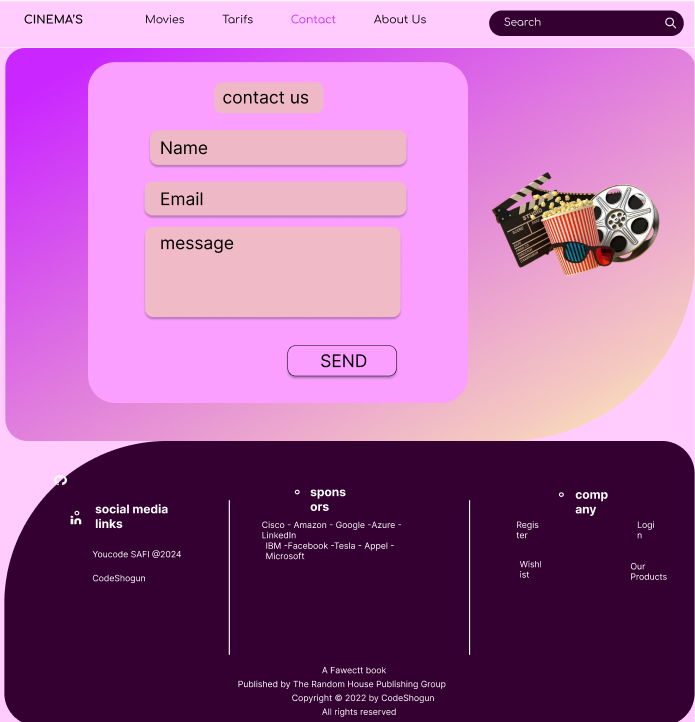 CINEMA'S
Movies
Tarifs
Contact
About Us
Search
contact us
Name
Email
message
SEND
STUDIO
social media
links
Youcode SAFI @2024
CodeShogun
spons
ors
Cisco - Amazon - Google -Azure -
LinkedIn
IBM -Facebook -Tesla - Appel -
Microsoft
comp
any
Regis
ter
Logi
n
Wishl
ist
Our
Products
A Fawectt book
Published by The Random House Publishing Group
Copyright © 2022 by CodeShogun
All rights reserved